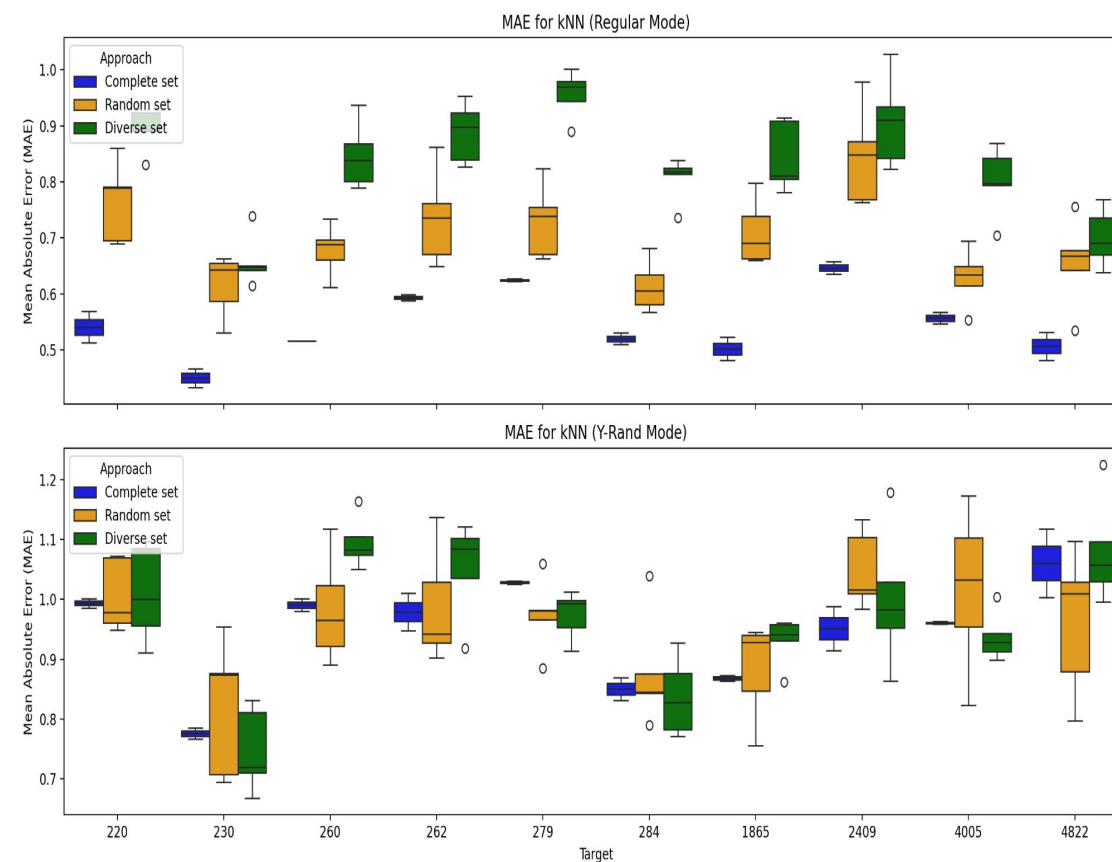 MAE for kNN (Regular Mode)
Approach
Complete set
Random set
Diverse set
Mean Absolute Error (MAE)
1.0
0.9
0.8
0.7
0.6
0.5
MAE for kNN (Y-Rand Mode)
Approach
Complete set
Random set
Diverse set
Mean Absolute Error (MAE)
1.2
1.1
1.0
0.9
0.8
0.7
220 230 260 262 279 284 1865 2409 4005 4822
Target